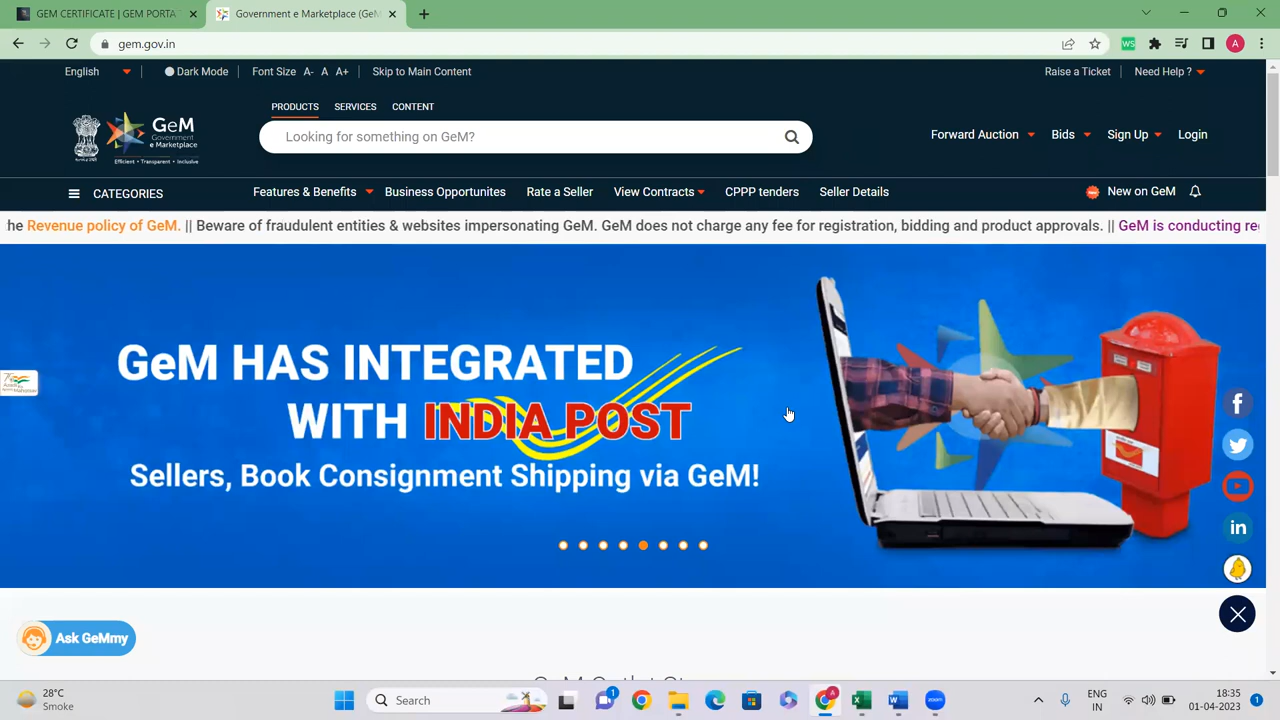 GEM CERTIFICATE | GEM PORTA
Government e Marketplace (GeM
gem.gov.in
WS
A
English
Dark Mode
Font Size A- A A+
Skip to Main Content
Raise a Ticket
Need Help ?
PRODUCTS SERVICES CONTENT
GeM
Government
e Marketplace
Efficient • Transparent • Inclusive
Looking for something on GeM?
Forward Auction
Bids
Sign Up
Login
CATEGORIES
Features & Benefits
Business Opportunites
Rate a Seller
View Contracts
CPPP tenders
Seller Details
New on GeM
he Revenue policy of GeM. || Beware of fraudulent entities & websites impersonating GeM. GeM does not charge any fee for registration, bidding and product approvals. || GeM is conducting re
GeM HAS INTEGRATED
WITH INDIA POST
Sellers, Book Consignment Shipping via GeM!
Ask GeMmy
28°C
Smoke
Search
1
A
zoom
ENG
IN
18:35
01-04-2023
1